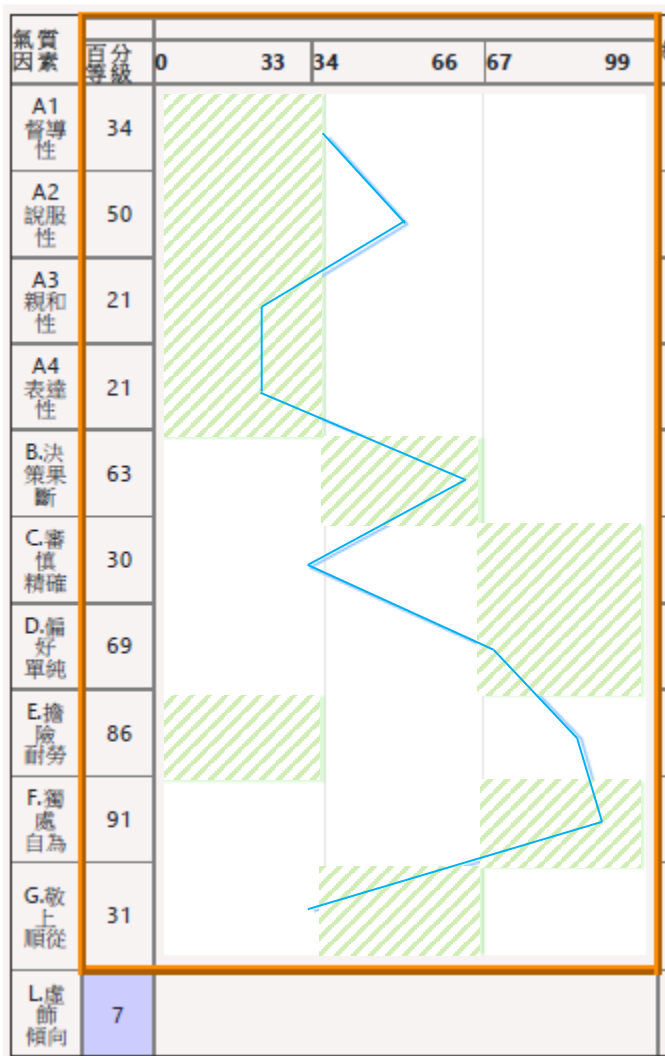 氣質
因素
百分
等級
0 33 34 66 67 99
A1
督導
性
34
A2
說服
性
50
A3
親和
性
21
A4
表達
性
21
B.決
策果
斷
63
C.審
慎
精確
30
D.偏
好
單純
69
E.擔
險
耐勞
86
F.獨
處
自為
91
G.敬
上
順從
31
L.虛
飾
傾向
7